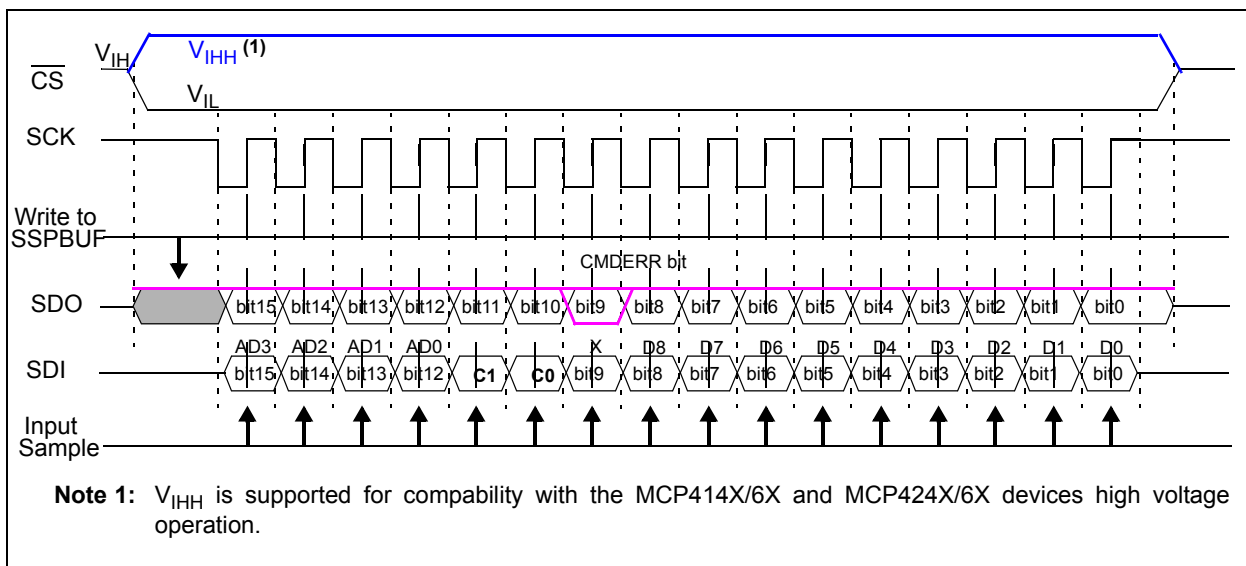 VIH VIHH (1)
CS
VIL
SCK
Write to
SSPBUF
CMDERR bit
SDO bit15 bit14 bit13 bit12 bit11 bit10 bit9 bit8 bit7 bit6 bit5 bit4 bit3 bit2 bit1 bit0
AD3 AD2 AD1 AD0 X D8 D7 D6 D5 D4 D3 D2 D1 D0
SDI bit15 bit14 bit13 bit12 C1 C0 bit9 bit8 bit7 bit6 bit5 bit4 bit3 bit2 bit1 bit0
Input
Sample
Note 1: VIHH is supported for compability with the MCP414X/6X and MCP424X/6X devices high voltage
operation.